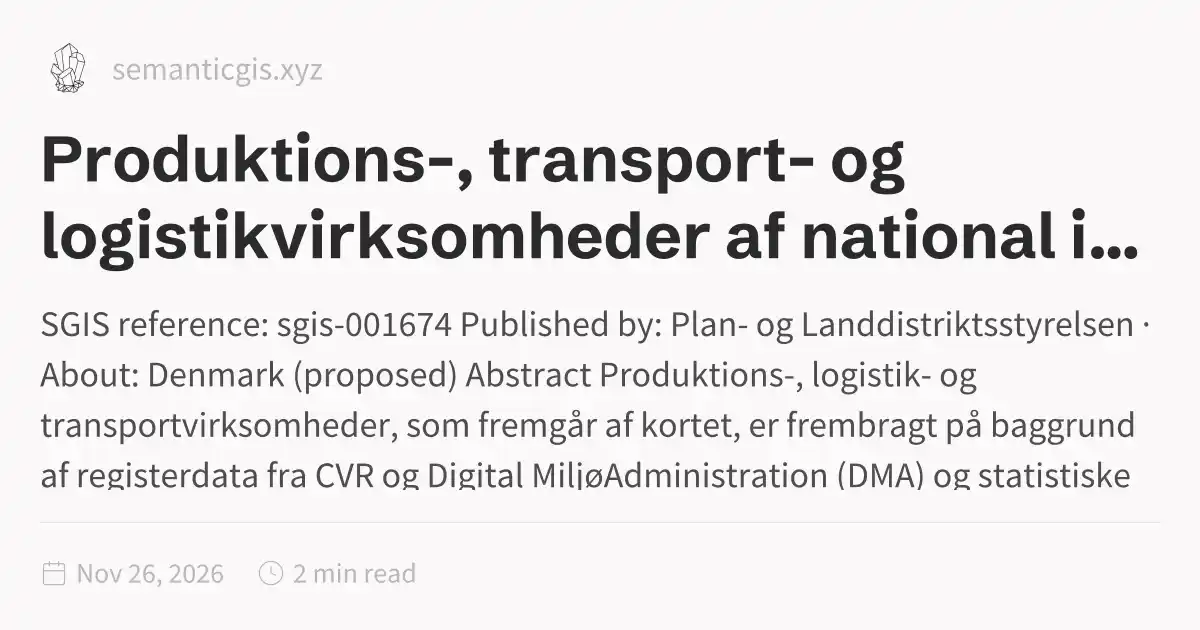 semanticgis.xyz
Produktions-, transport- og
logistikvirksomheder af national i...
SGIS reference: sgis-001674 Published by: Plan- og Landdistriktsstyrelsen ·
About: Denmark (proposed) Abstract Produktions-, logistik- og
transportvirksomheder, som fremgår af kortet, er frembragt på baggrund
af registerdata fra CVR og Digital MiljøAdministration (DMA) og statistiske
Nov 26, 2026
2 min read